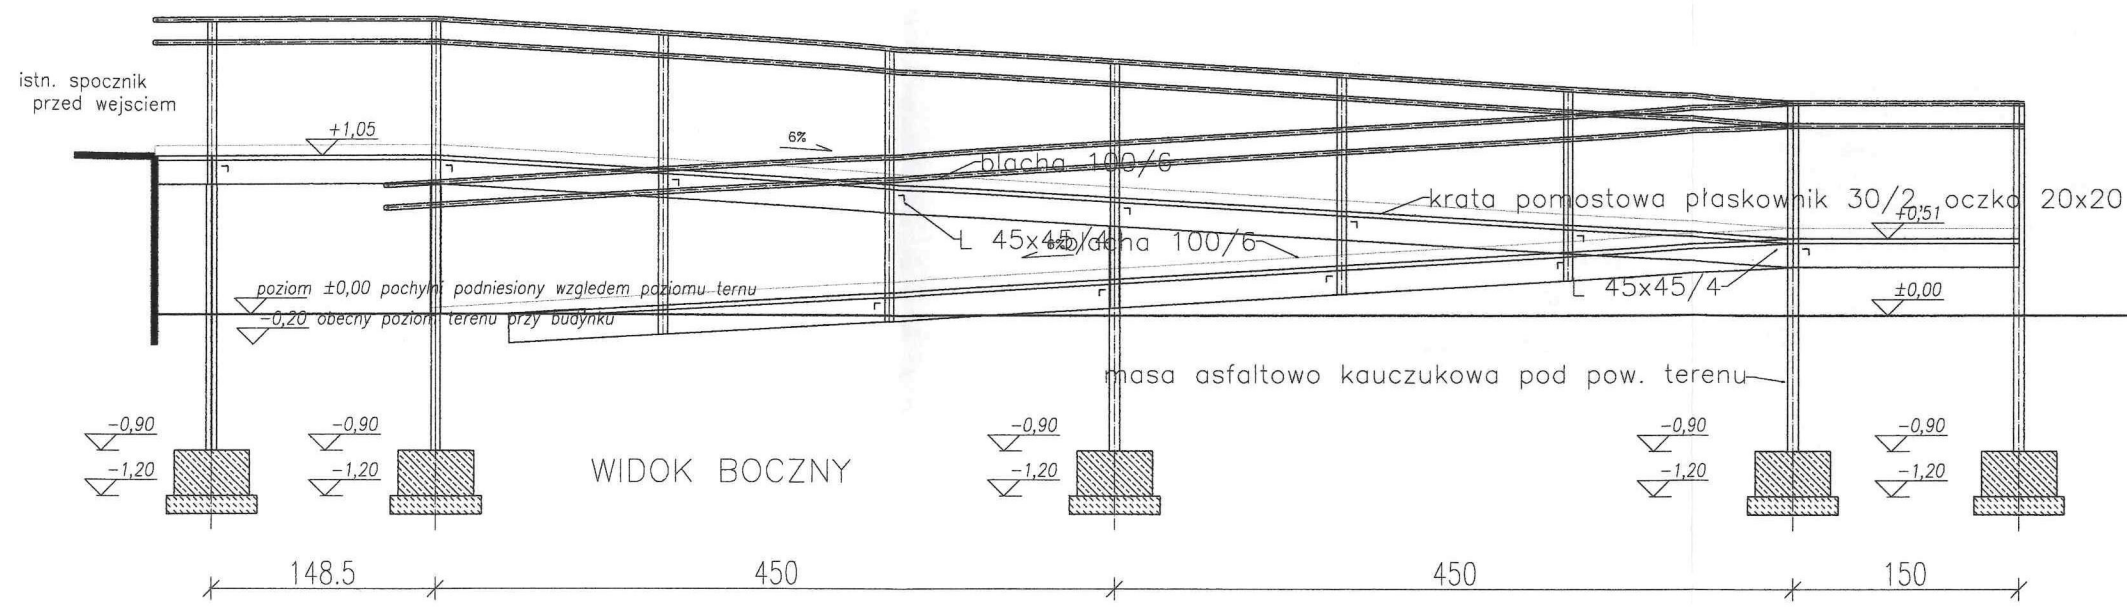 istn. spocznik
przed wejsciem
+1,05
6%
blacha 100/6
krata pomostowa płaskownik 30/2, oczko 20x20
+0,51
L 45x45/4
6%
blacha 100/6
L 45x45/4
poziom ±0,00 pochylni podniesiony wzgledem poziomu ternu
±0,00
-0,20 obecny poziom terenu przy budynku
masa asfaltowo kauczukowa pod pow. terenu
-0,90 -0,90 -0,90 -0,90 -0,90
WIDOK BOCZNY
-1,20 -1,20 -1,20 -1,20 -1,20
148.5 450 450 150